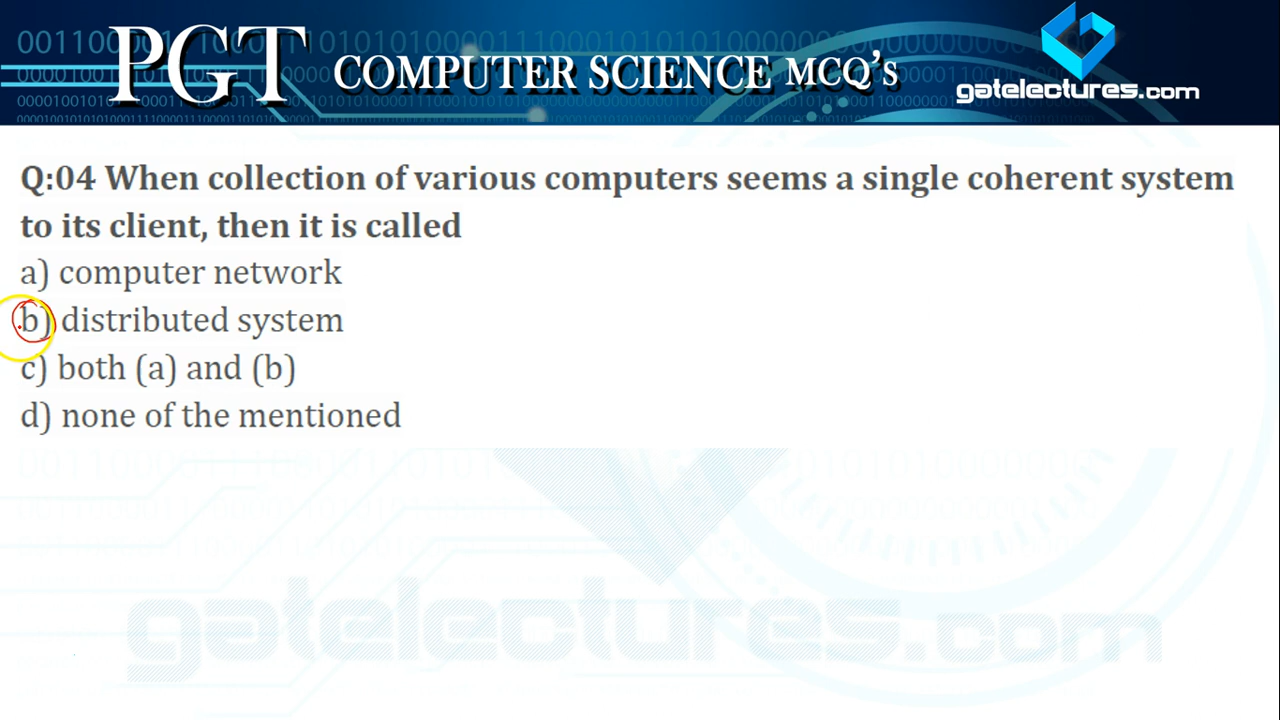 PGT COMPUTER SCIENCE MCQ's
gatelectures.com
Q:04 When collection of various computers seems a single coherent system
to its client, then it is called
a) computer network
b) distributed system
c) both (a) and (b)
d) none of the mentioned
gatelectures.com